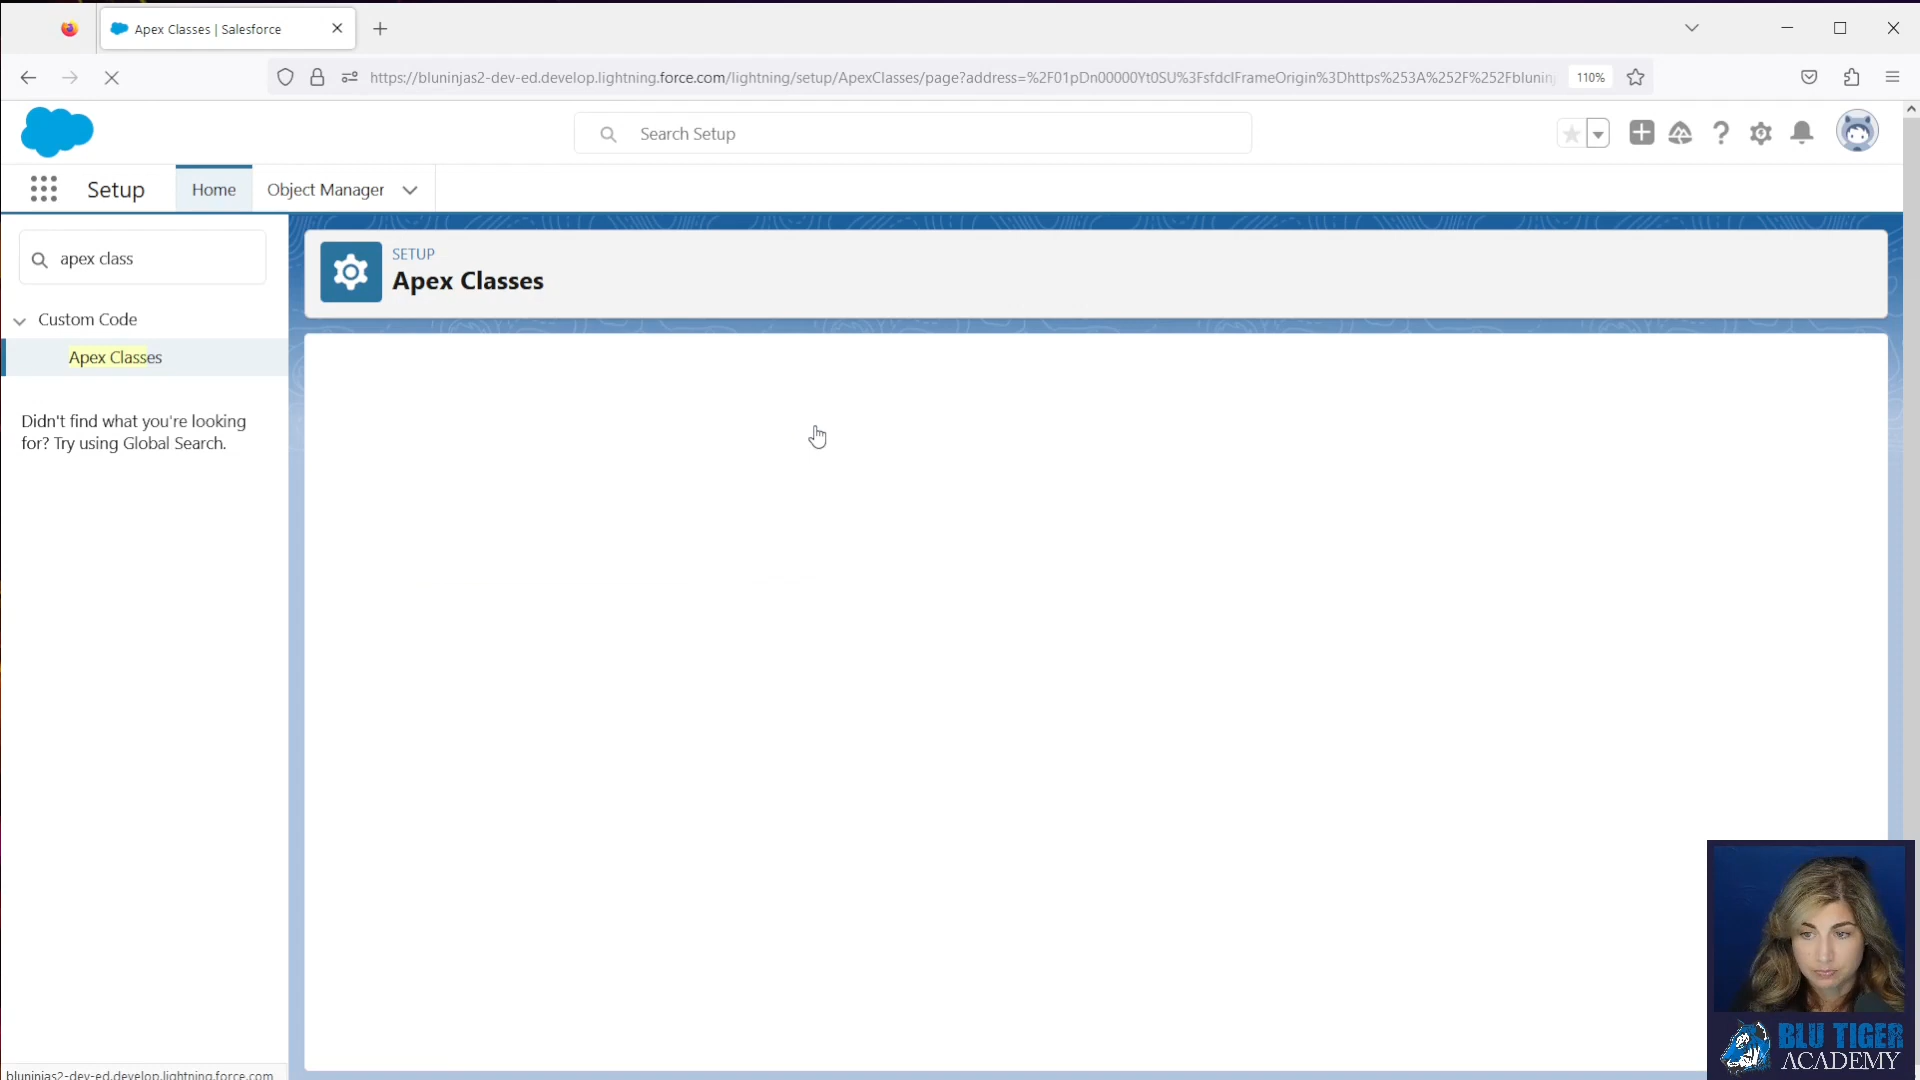 Apex Classes | Salesforce
https://bluninjas2-dev-ed.develop.lightning.force.com/lightning/setup/ApexClasses/page?address=%2F01pDn00000Yt0SU%3FsfdcIFrameOrigin%3Dhttps%253A%252F%252Fblunin
110%
Search Setup
Setup
Home
Object Manager
apex class
SETUP
Apex Classes
Custom Code
Apex Classes
Didn't find what you're looking
for? Try using Global Search.
BLU TIGER
ACADEMY
bluninjas2-dev-ed.develop.lightning.force.com